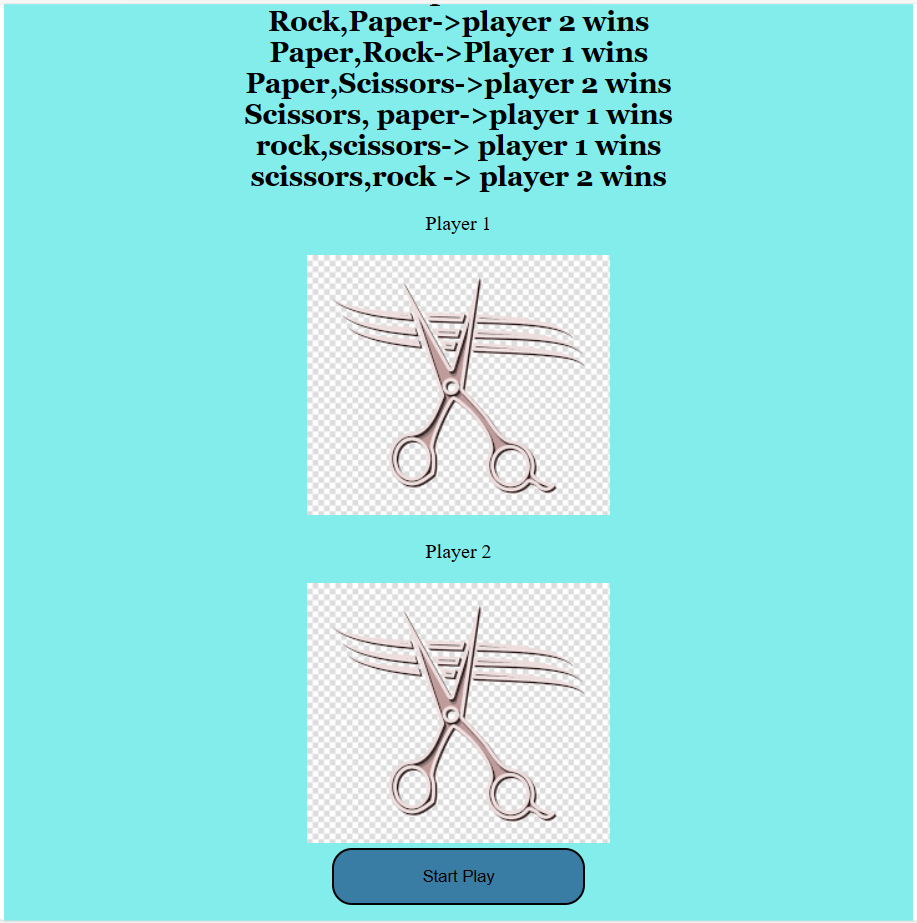 Rock,Paper->player 2 wins
Paper,Rock->Player 1 wins
Paper,Scissors->player 2 wins
Scissors, paper->player 1 wins
rock,scissors-> player 1 wins
scissors,rock -> player 2 wins
Player 1
Player 2
Start Play